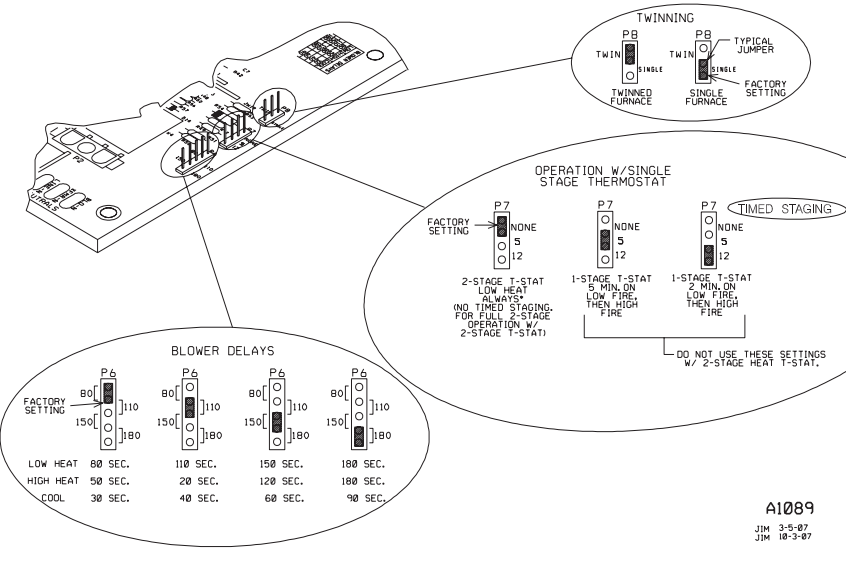 TWINNING
P8
TWIN
SINGLE
TWINNED
FURNACE
P8
TWIN
SINGLE
SINGLE
FURNACE
TYPICAL
JUMPER
FACTORY
SETTING
P2
P8
UTRALS
OPERATION W/SINGLE
STAGE THERMOSTAT
FACTORY
SETTING
P7
NONE
5
12
2-STAGE T-STAT
LOW HEAT
ALWAYS*
(NO TIMED STAGING.
FOR FULL 2-STAGE
OPERATION W/
2-STAGE T-STAT)
P7
NONE
5
12
1-STAGE T-STAT
5 MIN. ON
LOW FIRE,
THEN HIGH
FIRE
P7
TIMED STAGING
NONE
5
12
1-STAGE T-STAT
2 MIN. ON
LOW FIRE,
THEN HIGH
FIRE
DO NOT USE THESE SETTINGS
W/ 2-STAGE HEAT T-STAT.
BLOWER DELAYS
FACTORY
SETTING
P6 P6 P6 P6
80 80 80 80
110 110 110 110
150 150 150 150
180 180 180 180
LOW HEAT 80 SEC. 110 SEC. 150 SEC. 180 SEC.
HIGH HEAT 50 SEC. 20 SEC. 120 SEC. 180 SEC.
COOL 30 SEC. 40 SEC. 60 SEC. 90 SEC.
A1089
JIM 3-5-07
JIM 10-3-07